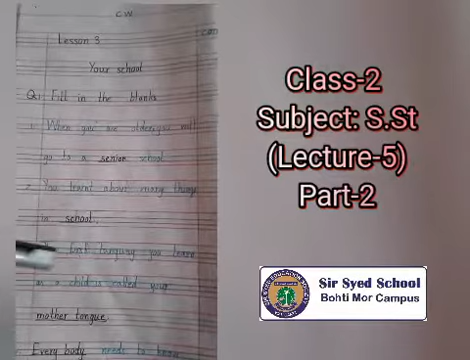 CW
Lesson 3
Your school
Q: Fill in the blanks
1. When you are older you will
go to a senior school
2. You learnt about many things
in school.
first language you learn
as a child is called your
mother tongue
Every body needs to know
Class-2
Subject: S.St
(Lecture-5)
Part-2
Sir Syed School
Bohti Mor Campus